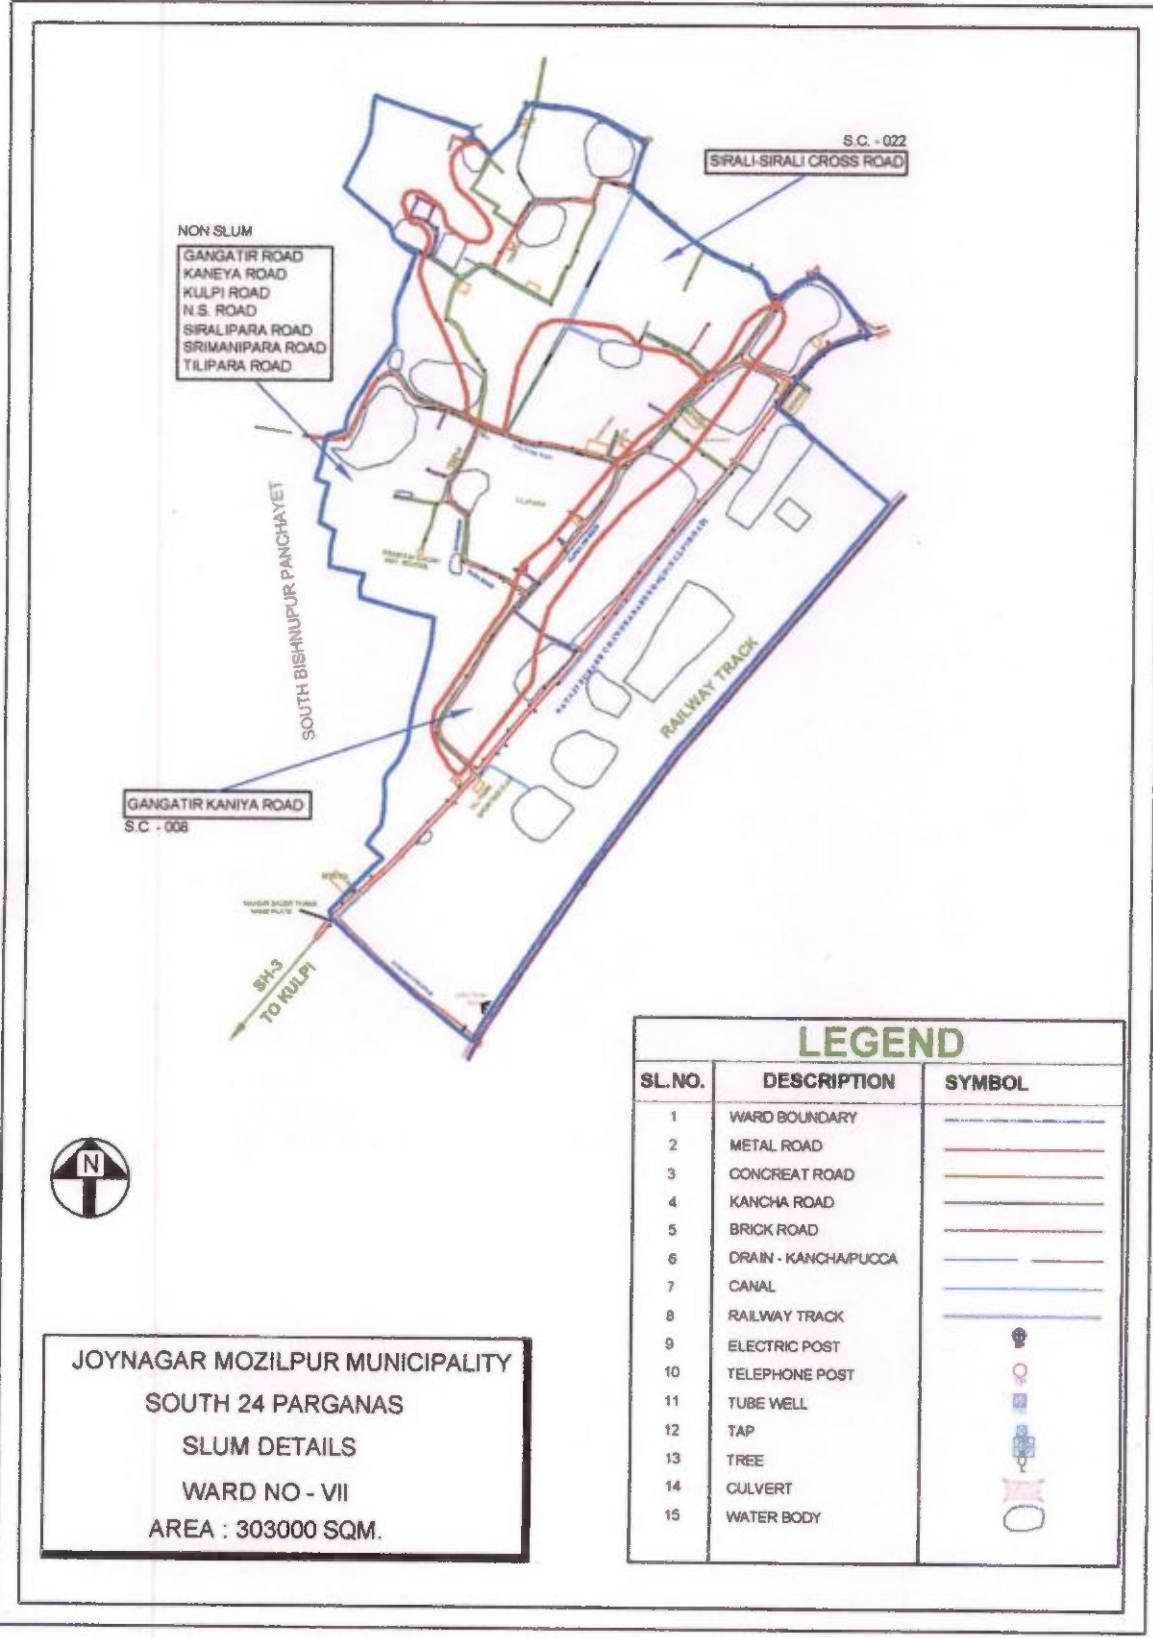 S.C. - 022
SIRALI-SIRALI CROSS ROAD
NON SLUM
GANGATIR ROAD
KANEYA ROAD
KULPI ROAD
N.S. ROAD
SIRALIPARA ROAD
SRIMANIPARA ROAD
TILIPARA ROAD
SOUTH BISHNUPUR PANCHAYET
RAILWAY TRACK
GANGATIR KANIYA ROAD
S.C. - 008
SH-3
TO KULPI
LEGEND
SL.NO. DESCRIPTION SYMBOL
1 WARD BOUNDARY
2 METAL ROAD
3 CONCREAT ROAD
4 KANCHA ROAD
5 BRICK ROAD
6 DRAIN - KANCHA/PUCCA
7 CANAL
8 RAILWAY TRACK
9 ELECTRIC POST
10 TELEPHONE POST
11 TUBE WELL
12 TAP
13 TREE
14 CULVERT
15 WATER BODY
N
JOYNAGAR MOZILPUR MUNICIPALITY
SOUTH 24 PARGANAS
SLUM DETAILS
WARD NO - VII
AREA : 303000 SQM.